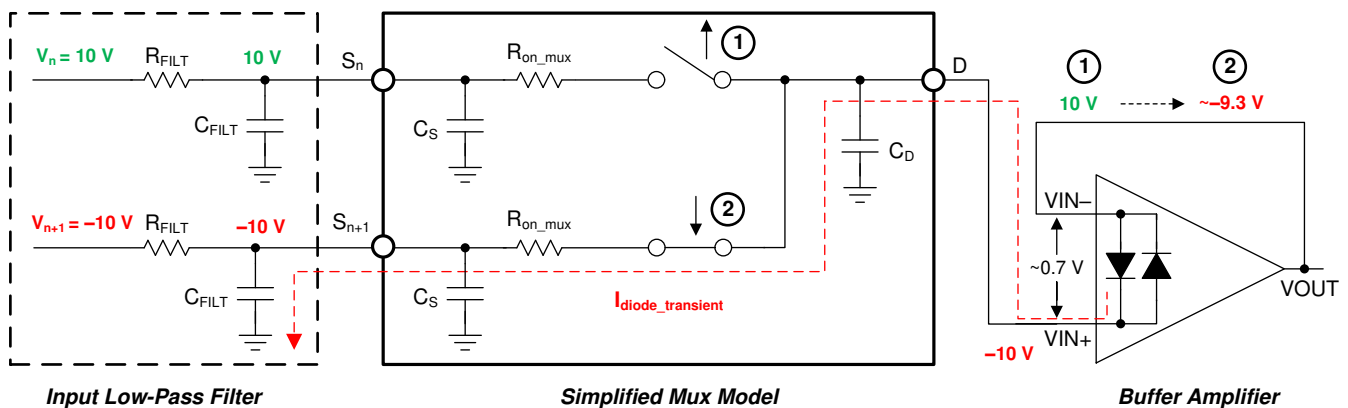 Vn = 10 V
RFILT
10 V
CFILT
Sn
Ron_mux
1
CS
D
CD
1
2
10 V
~–9.3 V
Vn+1 = –10 V
RFILT
–10 V
CFILT
Sn+1
Ron_mux
2
CS
Idiode_transient
VIN–
~0.7 V
VIN+
–10 V
VOUT
Input Low-Pass Filter
Simplified Mux Model
Buffer Amplifier